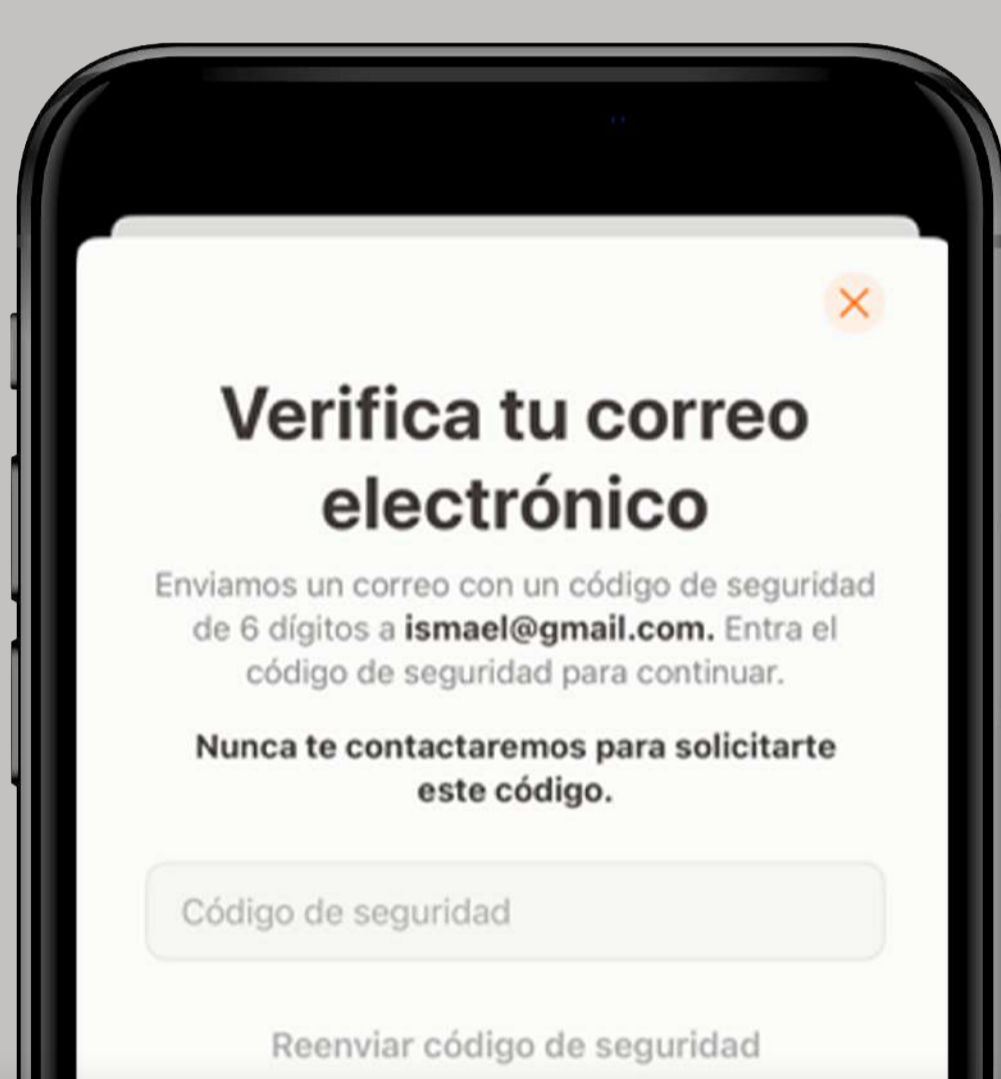 Verifica tu correo
electrónico
Enviamos un correo con un código de seguridad
de 6 dígitos a ismael@gmail.com. Entra el
código de seguridad para continuar.
Nunca te contactaremos para solicitarte
este código.
Código de seguridad
Reenviar código de seguridad